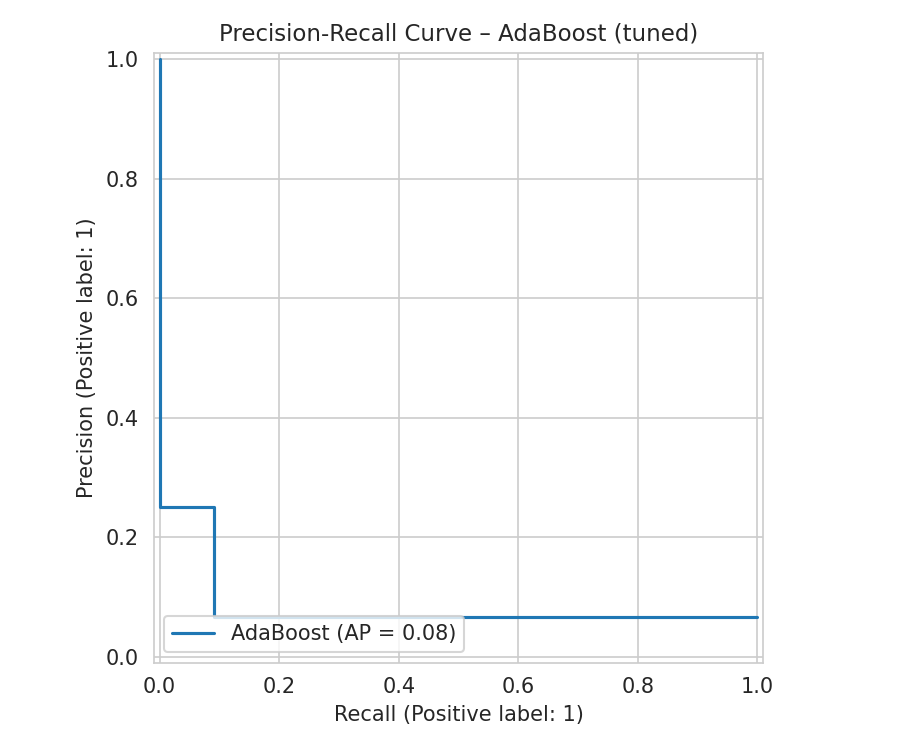 Precision-Recall Curve – AdaBoost (tuned)
1.0
0.8
0.6
0.4
0.2
0.0
Precision (Positive label: 1)
AdaBoost (AP = 0.08)
0.0 0.2 0.4 0.6 0.8 1.0
Recall (Positive label: 1)